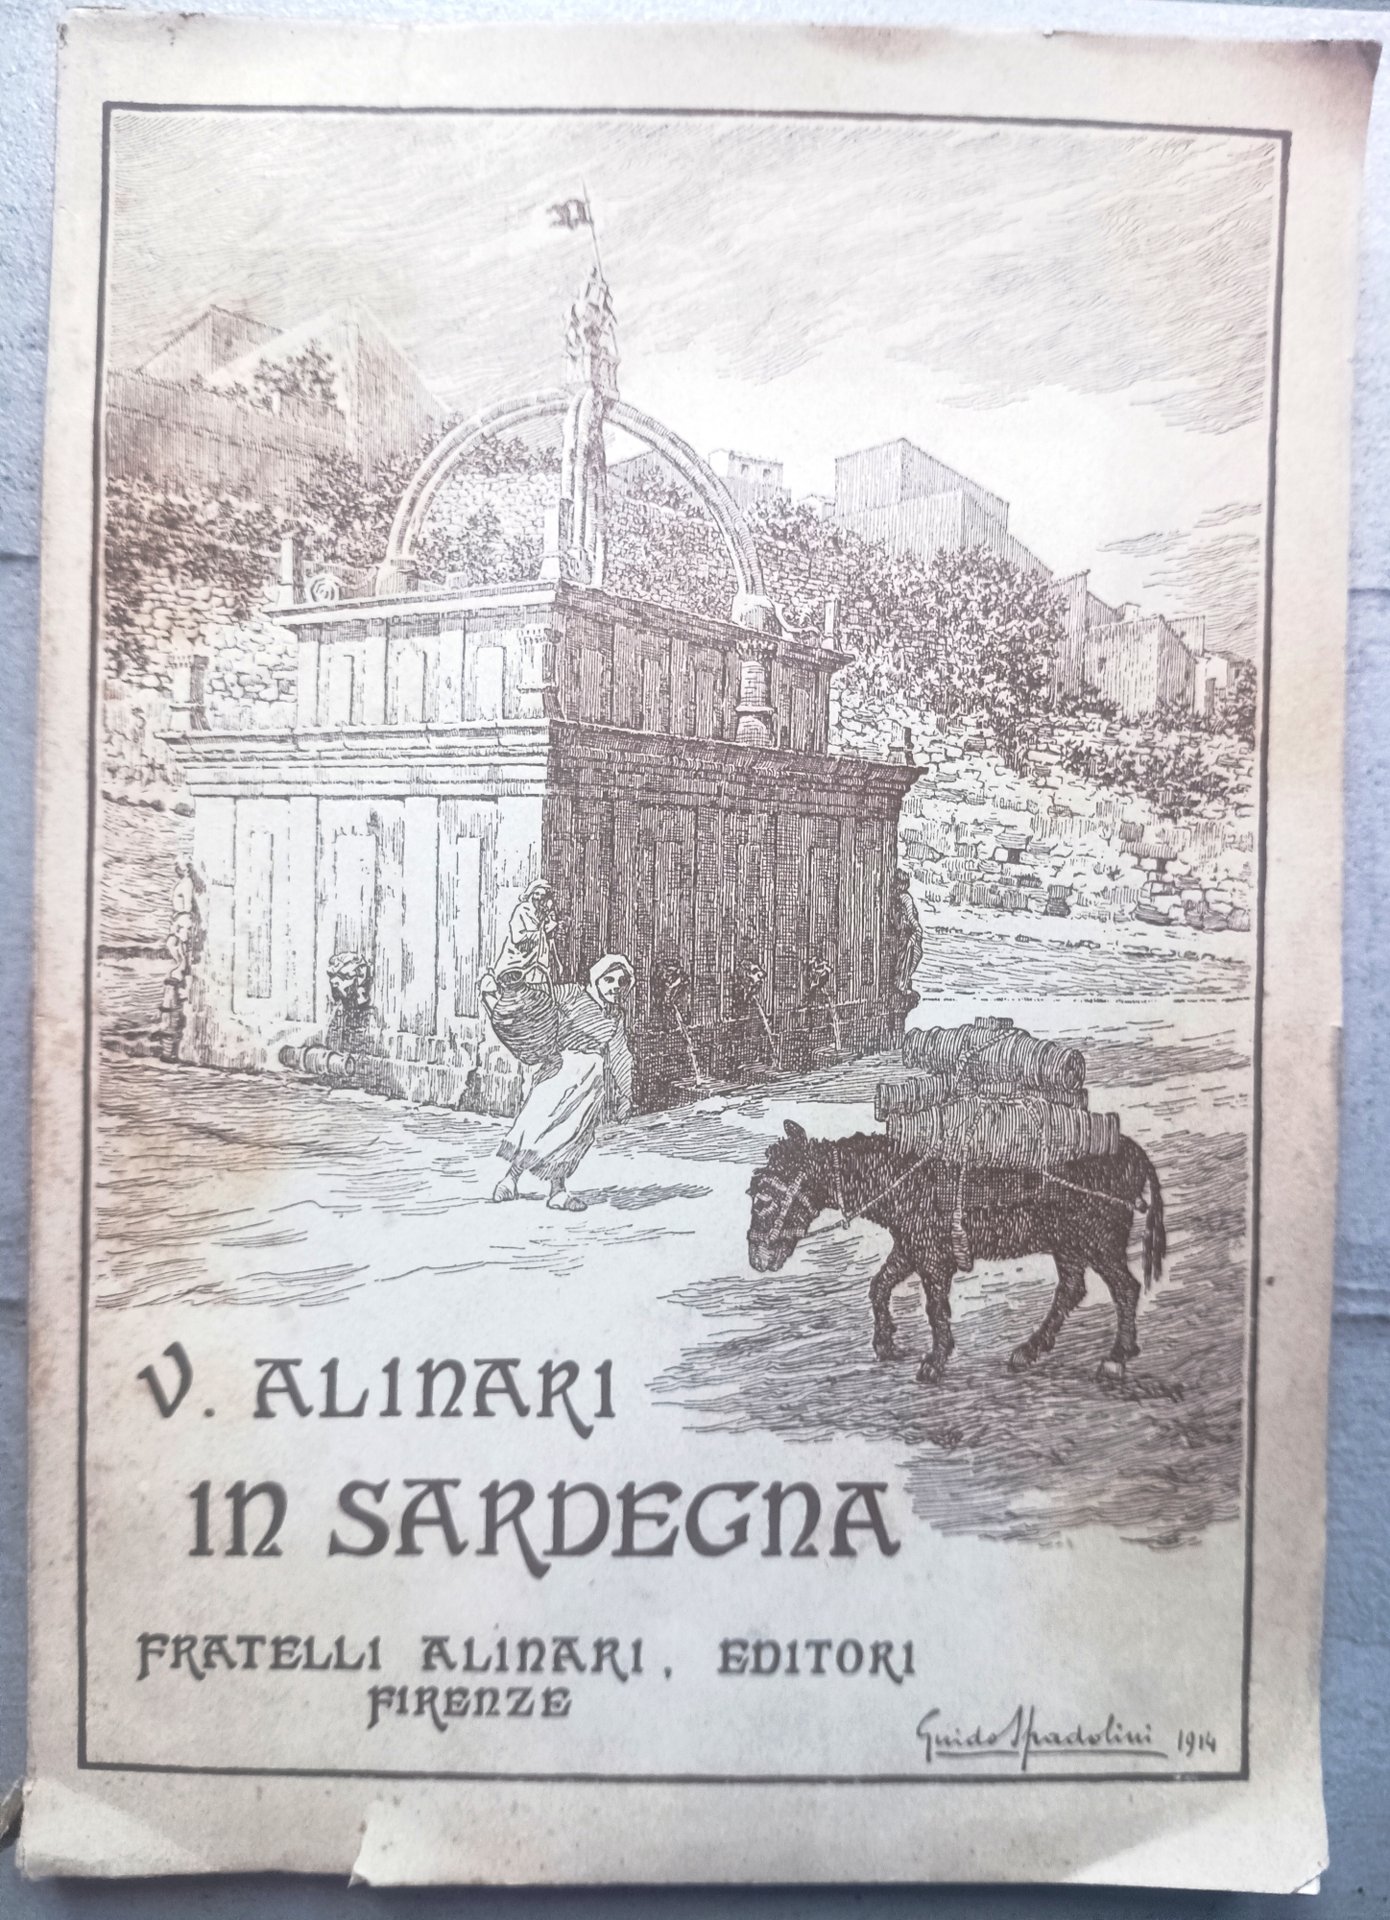 V. ALINARI
IN SARDEGNA
FRATELLI ALINARI, EDITORI
FIRENZE
Guido Spadolini 1914